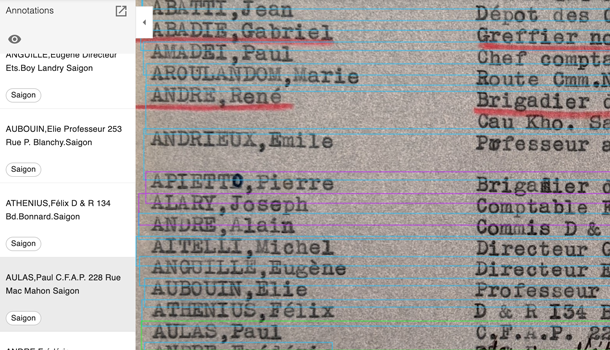 Annotations
ANGUILLE,Eugène Directeur
Ets.Boy Landry Saigon
Saigon
AUBOUIN,Elie Professeur 253
Rue P. Blanchy.Saigon
Saigon
ATHENIUS,Félix D & R 134
Bd.Bonnard.Saigon
Saigon
AULAS,Paul C.F.A.P. 228 Rue
Mac Mahon Saigon
Saigon
ABATTI,Jean Dépot des
ABADIE,Gabriel Greffier no
AMADEI,Paul Chef compta
AROULANDOM,Marie Route Cmm.N
ANDRE,René Brigadier d
Cau Kho. Sa
ANDRIEUX,Emile Professeur a
APIETTO,Pierre Brigadier d
ALARY,Joseph Comptable
ANDRE,Alain Commis D &
AITELLI,Michel Directeur
ANGUILLE,Eugène Directeur
AUBOUIN,Elie Professeur
ATHENIUS,Félix D & R 134 B
AULAS,Paul C.F.A.P. 22